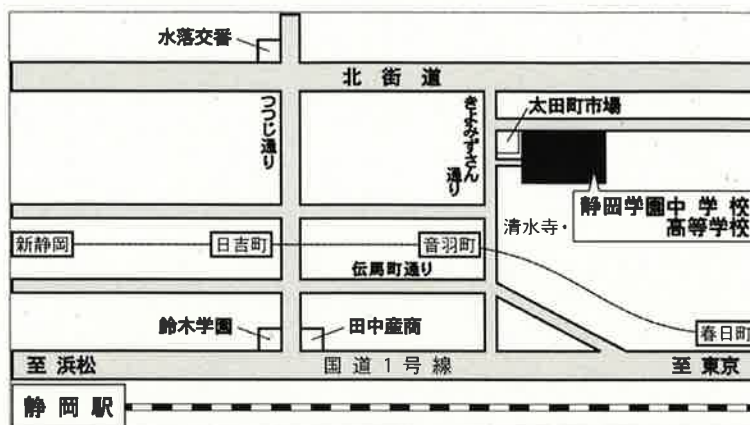 水落交番
北街道
つつじ通り
きよみずさん
通り
太田町市場
静岡学園中学校
高等学校
清水寺・
新静岡
日吉町
音羽町
伝馬町通り
春日町
鈴木学園
田中産商
至 浜松
国道1号線
至 東京
静岡駅